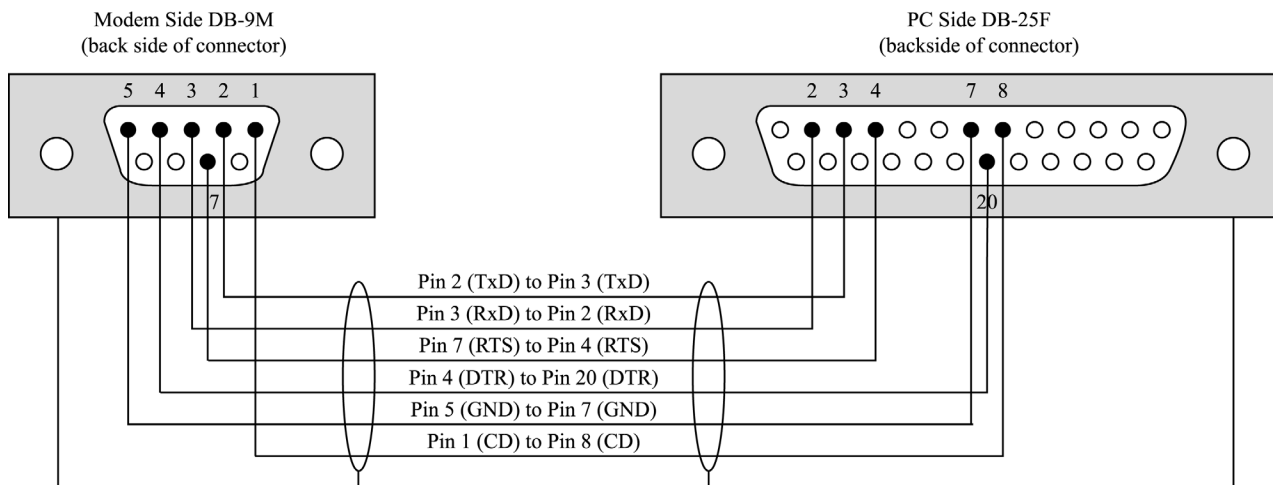 Modem Side DB-9M
(back side of connector)
PC Side DB-25F
(backside of connector)
5 4 3 2 1
2 3 4 7 8
7
20
Pin 2 (TxD) to Pin 3 (TxD)
Pin 3 (RxD) to Pin 2 (RxD)
Pin 7 (RTS) to Pin 4 (RTS)
Pin 4 (DTR) to Pin 20 (DTR)
Pin 5 (GND) to Pin 7 (GND)
Pin 1 (CD) to Pin 8 (CD)